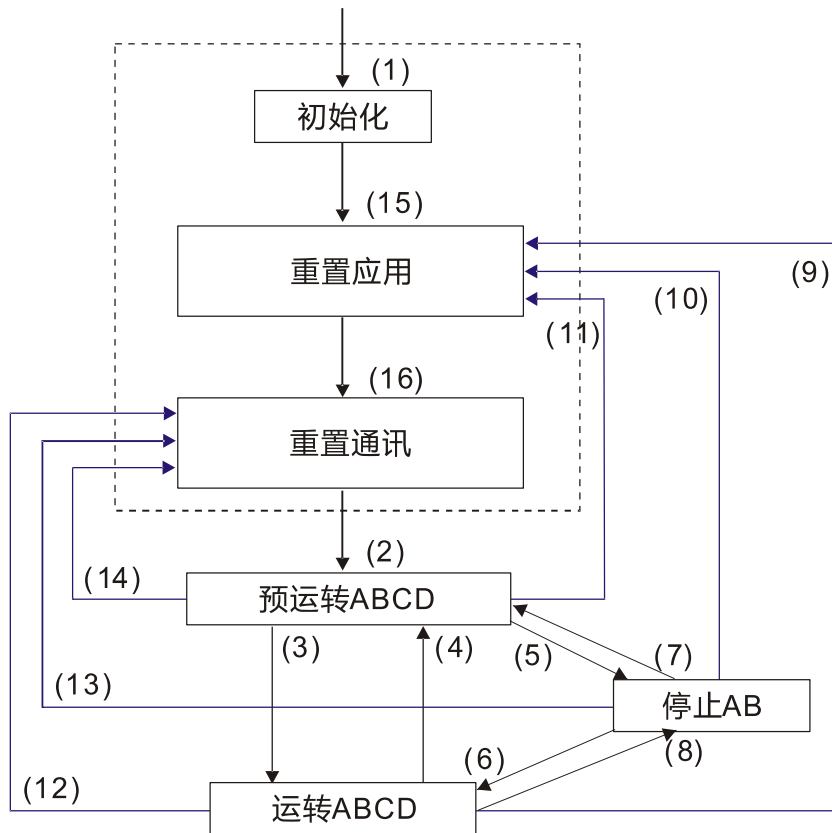 (1)
初始化
(15)
重置应用
(9)
(10)
(11)
(16)
重置通讯
(2)
(14)
预运转ABCD
(3)
(4)
(5)
(7)
(13)
停止AB
(6)
(8)
(12)
运转ABCD